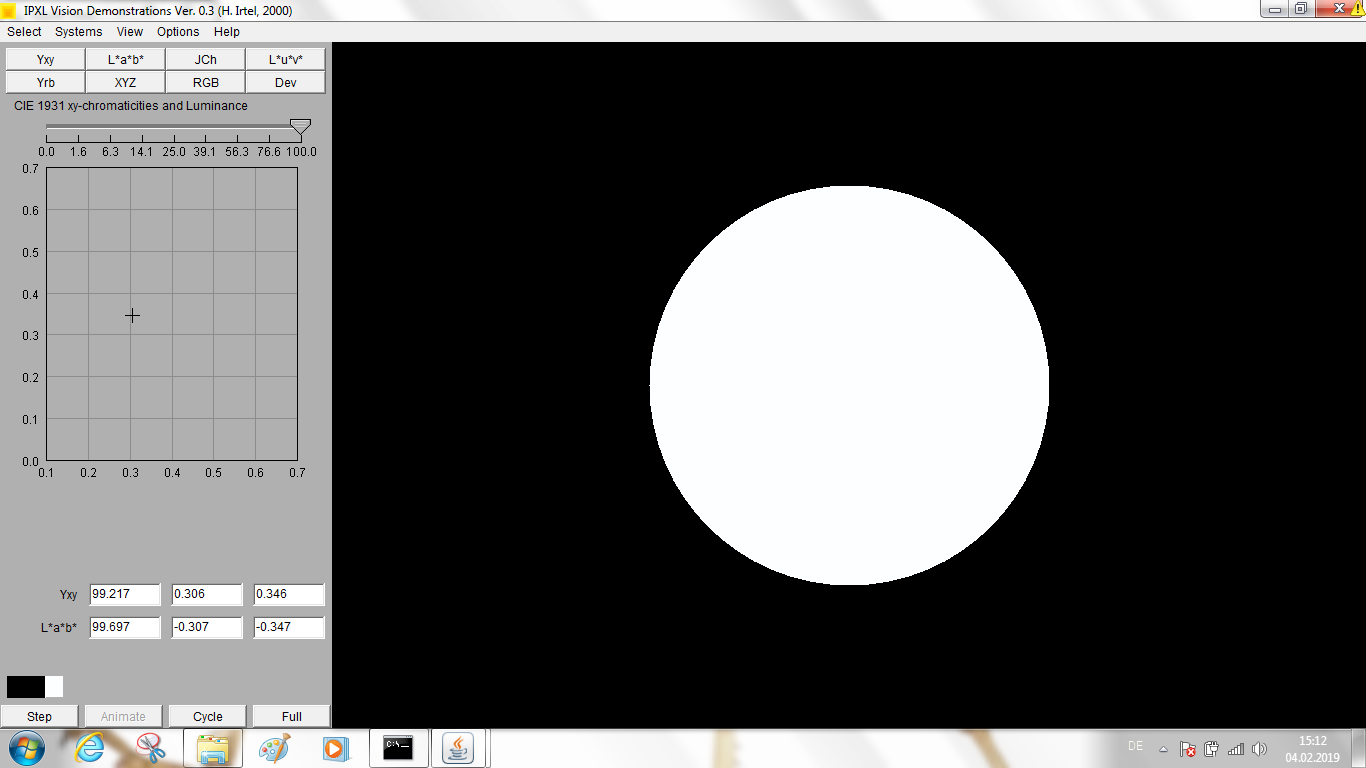 IPXL Vision Demonstrations Ver. 0.3 (H. Irtel, 2000)
Select Systems View Options Help
Yxy L*a*b* JCh L*u*v*
Yrb XYZ RGB Dev
CIE 1931 xy-chromaticities and Luminance
0.0 1.6 6.3 14.1 25.0 39.1 56.3 76.6 100.0
0.7
0.6
0.5
0.4
0.3
0.2
0.1
0.0
0.1 0.2 0.3 0.4 0.5 0.6 0.7
Yxy 99.217 0.306 0.346
L*a*b* 99.697 -0.307 -0.347
Step Animate Cycle Full
C:\_
DE
15:12
04.02.2019